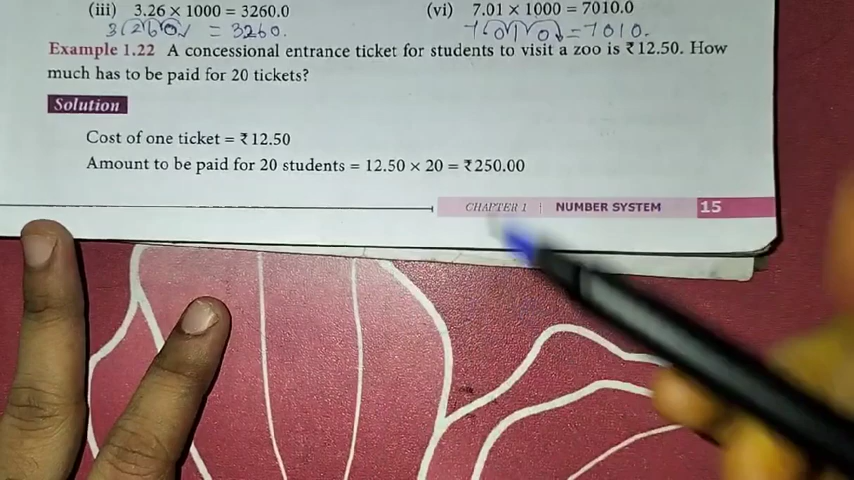 (iii) 3.26 × 1000 = 3260.0
(vi) 7.01 × 1000 = 7010.0
= 3260.
= 7010.
Example 1.22 A concessional entrance ticket for students to visit a zoo is ₹12.50. How
much has to be paid for 20 tickets?
Solution
Cost of one ticket = ₹12.50
Amount to be paid for 20 students = 12.50 × 20 = ₹250.00
CHAPTER 1 | NUMBER SYSTEM 15